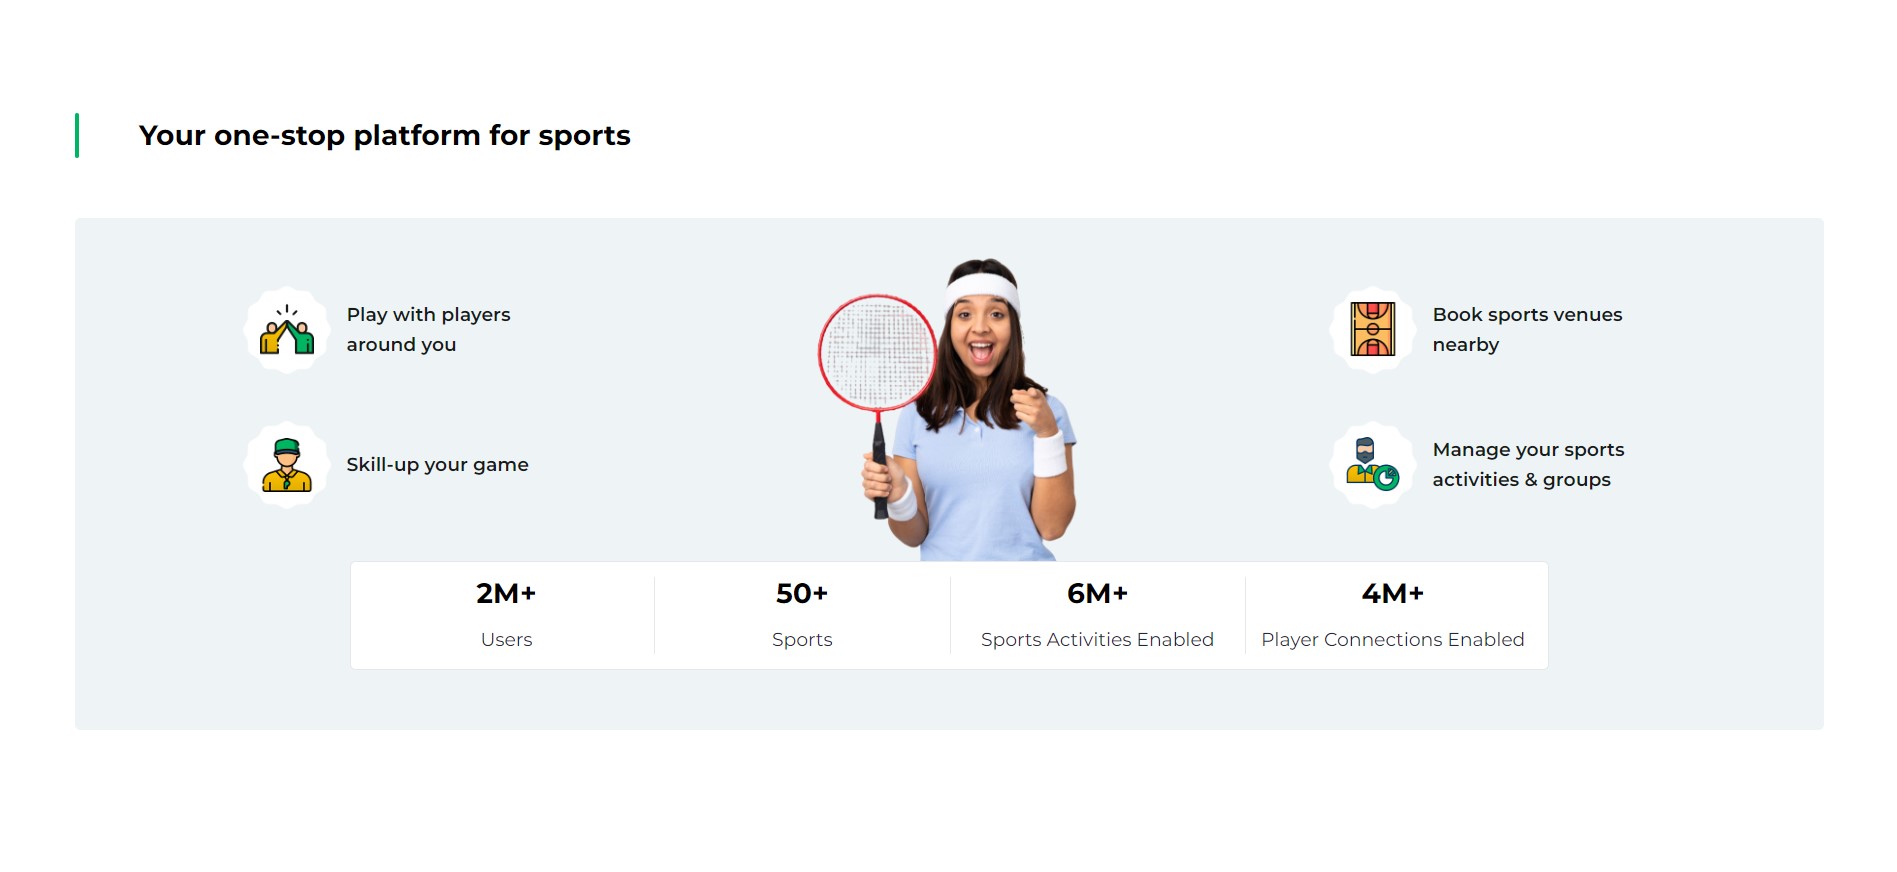 Your one-stop platform for sports
Play with players
around you
Skill-up your game
Book sports venues
nearby
Manage your sports
activities & groups
2M+
Users
50+
Sports
6M+
Sports Activities Enabled
4M+
Player Connections Enabled